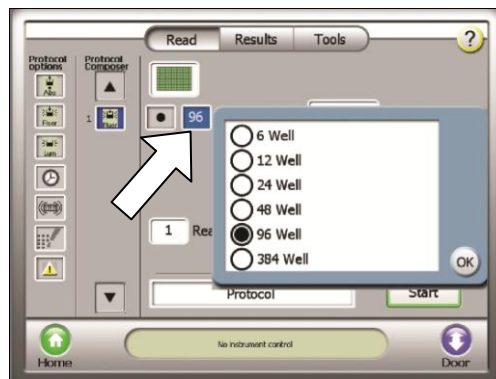 Read Results Tools ?
Protocol options
Protocol Composer
Abs
Fluor
1 Fluor
96
Lum
6 Well
12 Well
24 Well
48 Well
96 Well
384 Well
OK
1 Rea
Protocol Start
No instrument control
Home Door